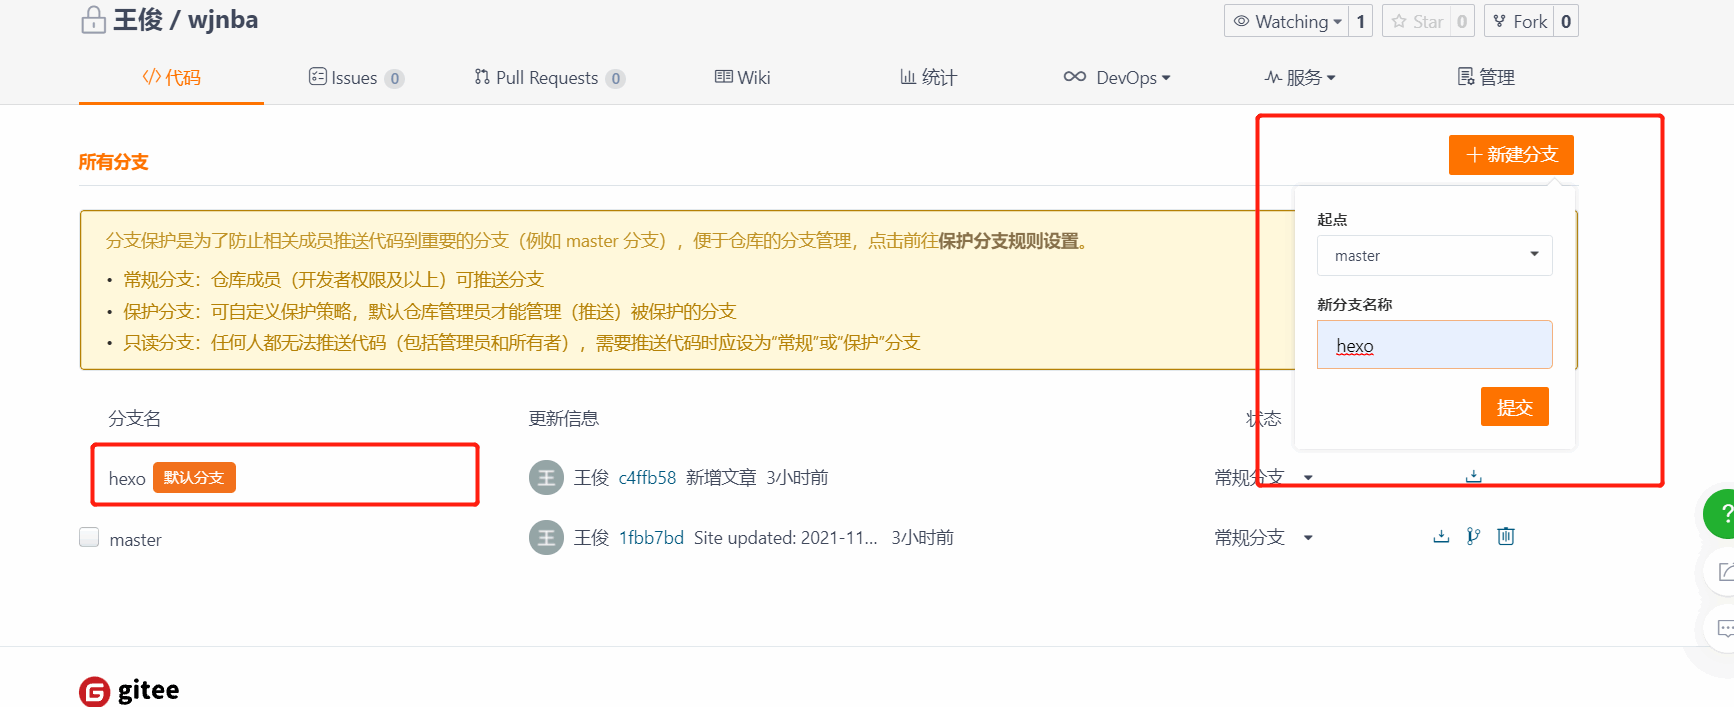 王俊 / wjnba
Watching 1 Star 0 Fork 0
代码 Issues 0 Pull Requests 0 Wiki 统计 DevOps 服务 管理
所有分支
+ 新建分支
分支保护是为了防止相关成员推送代码到重要的分支（例如 master 分支），便于仓库的分支管理，点击前往保护分支规则设置。
• 常规分支：仓库成员（开发者权限及以上）可推送分支
• 保护分支：可自定义保护策略，默认仓库管理员才能管理（推送）被保护的分支
• 只读分支：任何人都无法推送代码（包括管理员和所有者），需要推送代码时应设为“常规”或“保护”分支
起点
master
新分支名称
hexo
提交
分支名 更新信息 状态
hexo 默认分支 王 王俊 c4ffb58 新增文章 3小时前 常规分支
master 王 王俊 1fbb7bd Site updated: 2021-11... 3小时前 常规分支
?
G gitee